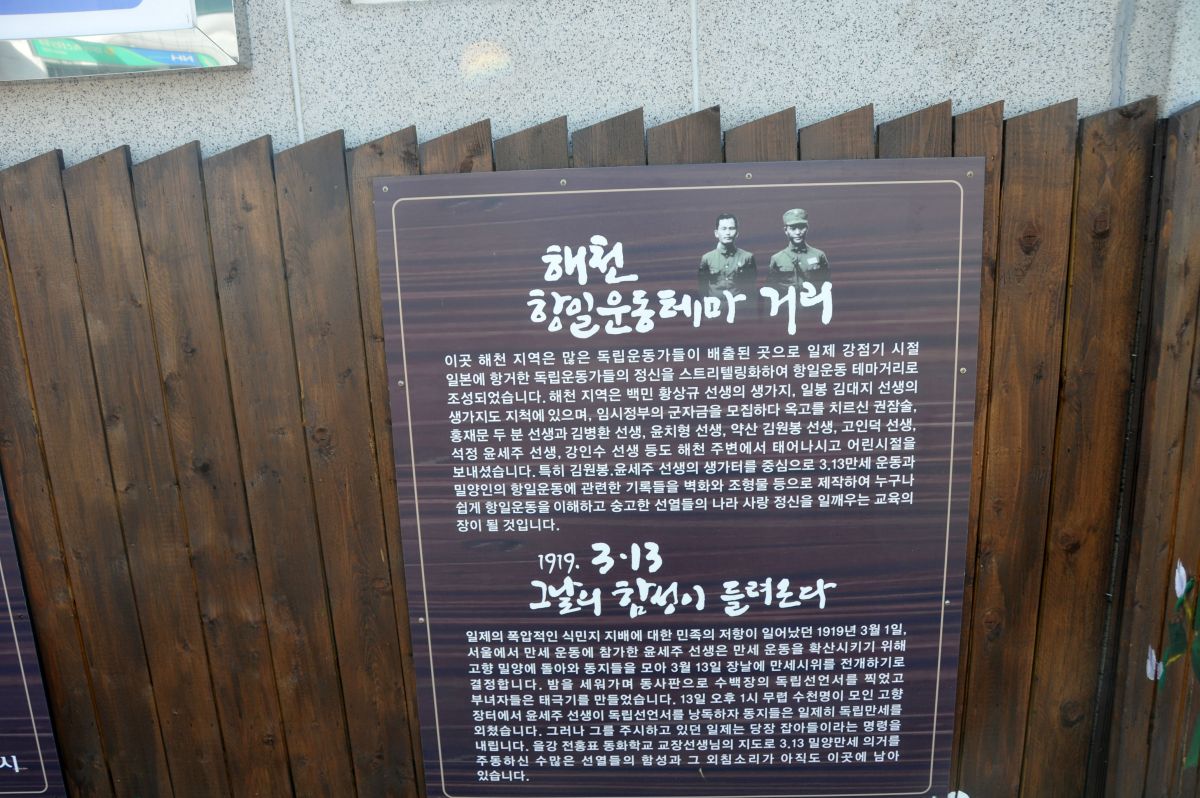 해천
항일운동테마 거리
이곳 해천 지역은 많은 독립운동가들이 배출된 곳으로 일제 강점기 시절
일본에 항거한 독립운동가들의 정신을 스트리텔링화하여 항일운동 테마거리로
조성되었습니다. 해천 지역은 백민 황상규 선생의 생가지, 일봉 김대지 선생의
생가지도 지척에 있으며, 임시정부의 군자금을 모집하다 옥고를 치르신 권잠술,
홍재문 두 분 선생과 김병환 선생, 윤치형 선생, 약산 김원봉 선생, 고인덕 선생,
석정 윤세주 선생, 강인수 선생 등도 해천 주변에서 태어나시고 어린시절을
보내셨습니다. 특히 김원봉.윤세주 선생의 생가터를 중심으로 3.13만세 운동과
밀양인의 항일운동에 관련한 기록들을 벽화와 조형물 등으로 제작하여 누구나
쉽게 항일운동을 이해하고 숭고한 선열들의 나라 사랑 정신을 일깨우는 교육의
장이 될 것입니다.
1919. 3·13
그날의 함성이 들려온다
일제의 폭압적인 식민지 지배에 대한 민족의 저항이 일어났던 1919년 3월 1일,
서울에서 만세 운동에 참가한 윤세주 선생은 만세 운동을 확산시키기 위해
고향 밀양에 돌아와 동지들을 모아 3월 13일 장날에 만세시위를 전개하기로
결정합니다. 밤을 세워가며 동사판으로 수백장의 독립선언서를 찍었고
부녀자들은 태극기를 만들었습니다. 13일 오후 1시 무렵 수천명이 모인 고향
장터에서 윤세주 선생이 독립선언서를 낭독하자 동지들은 일제히 독립만세를
외쳤습니다. 그러나 그를 주시하고 있던 일제는 당장 잡아들이라는 명령을
내립니다. 을강 전홍표 동화학교 교장선생님의 지도로 3.13 밀양만세 의거를
주동하신 수많은 선열들의 함성과 그 외침소리가 아직도 이곳에 남아
있습니다.
시